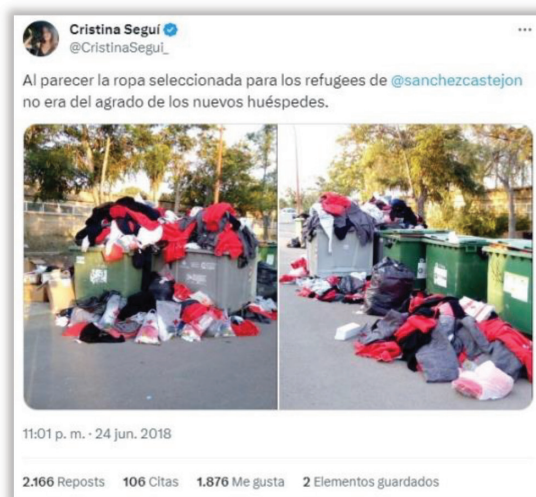 Cristina Seguí
@CristinaSegui_
Al parecer la ropa seleccionada para los refugees de @sanchezcastejon
no era del agrado de los nuevos huéspedes.
11:01 p. m. · 24 jun. 2018
2.166 Reposts 106 Citas 1.876 Me gusta 2 Elementos guardados